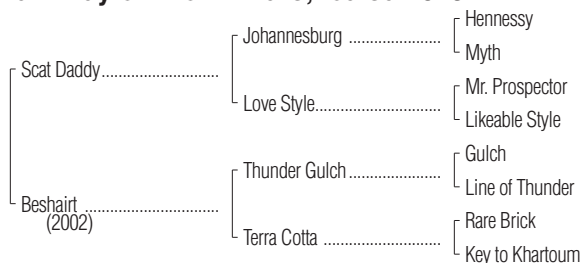 Hennessy
Johannesburg ....................
Myth
Scat Daddy..........................
Mr. Prospector
Love Style............................
Likeable Style
Gulch
Thunder Gulch....................
Line of Thunder
Beshairt ..............................
(2002)
Rare Brick
Terra Cotta ..........................
Key to Khartoum